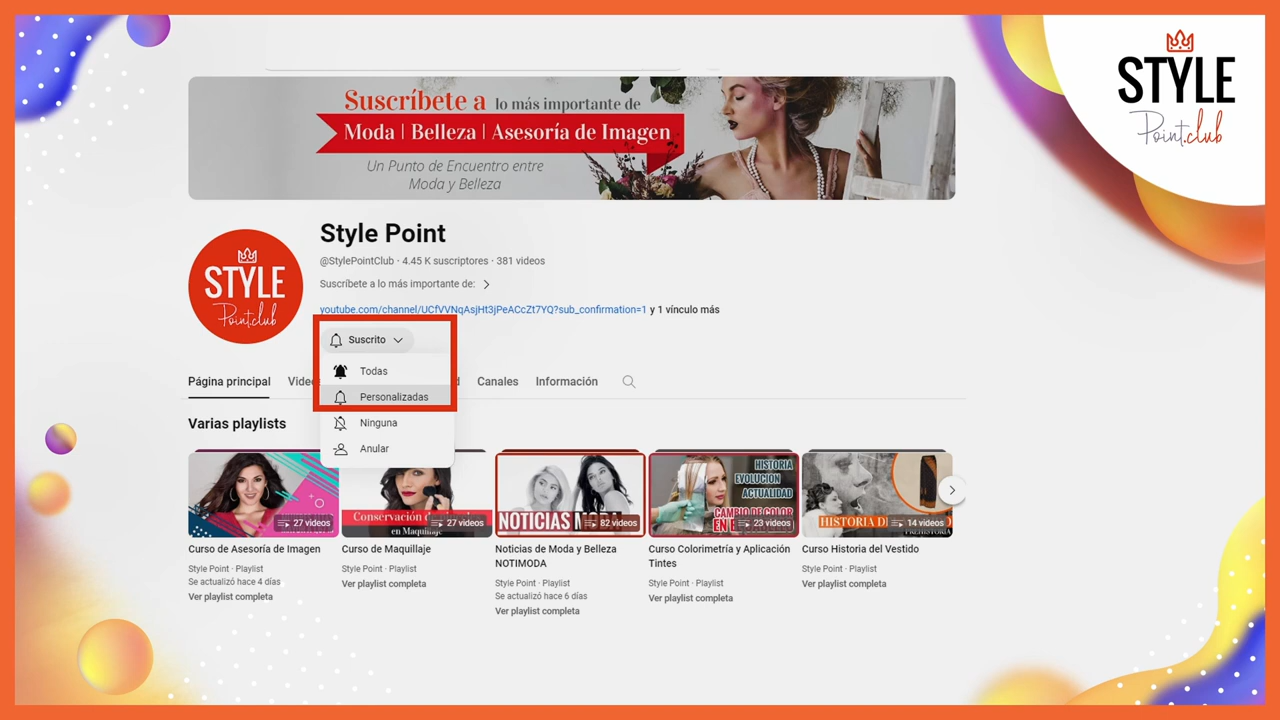 STYLE
Point.club
Suscríbete a lo más importante de
Moda | Belleza | Asesoría de Imagen
Un Punto de Encuentro entre
Moda y Belleza
STYLE
Point.club
Style Point
@StylePointClub · 4.45 K suscriptores · 381 videos
Suscríbete a lo más importante de:
youtube.com/channel/UCfVVNqAsjHt3jPeACcZt7YQ?sub_confirmation=1 y 1 vínculo más
Suscrito
Todas
Personalizadas
Ninguna
Anular
Página principal Canales Información
Varias playlists
27 videos
Conservación
en Maquillaje
27 videos
NOTICIAS
82 videos
HISTORIA
EVOLUCION
ACTUALIDAD
CAMBIO DE COLOR
23 videos
HISTORIA
14 videos
PREHISTORIA
Curso de Asesoría de Imagen
Style Point · Playlist
Se actualizó hace 4 días
Ver playlist completa
Curso de Maquillaje
Style Point · Playlist
Ver playlist completa
Noticias de Moda y Belleza
NOTIMODA
Style Point · Playlist
Se actualizó hace 6 días
Ver playlist completa
Curso Colorimetría y Aplicación
Tintes
Style Point · Playlist
Ver playlist completa
Curso Historia del Vestido
Style Point · Playlist
Ver playlist completa